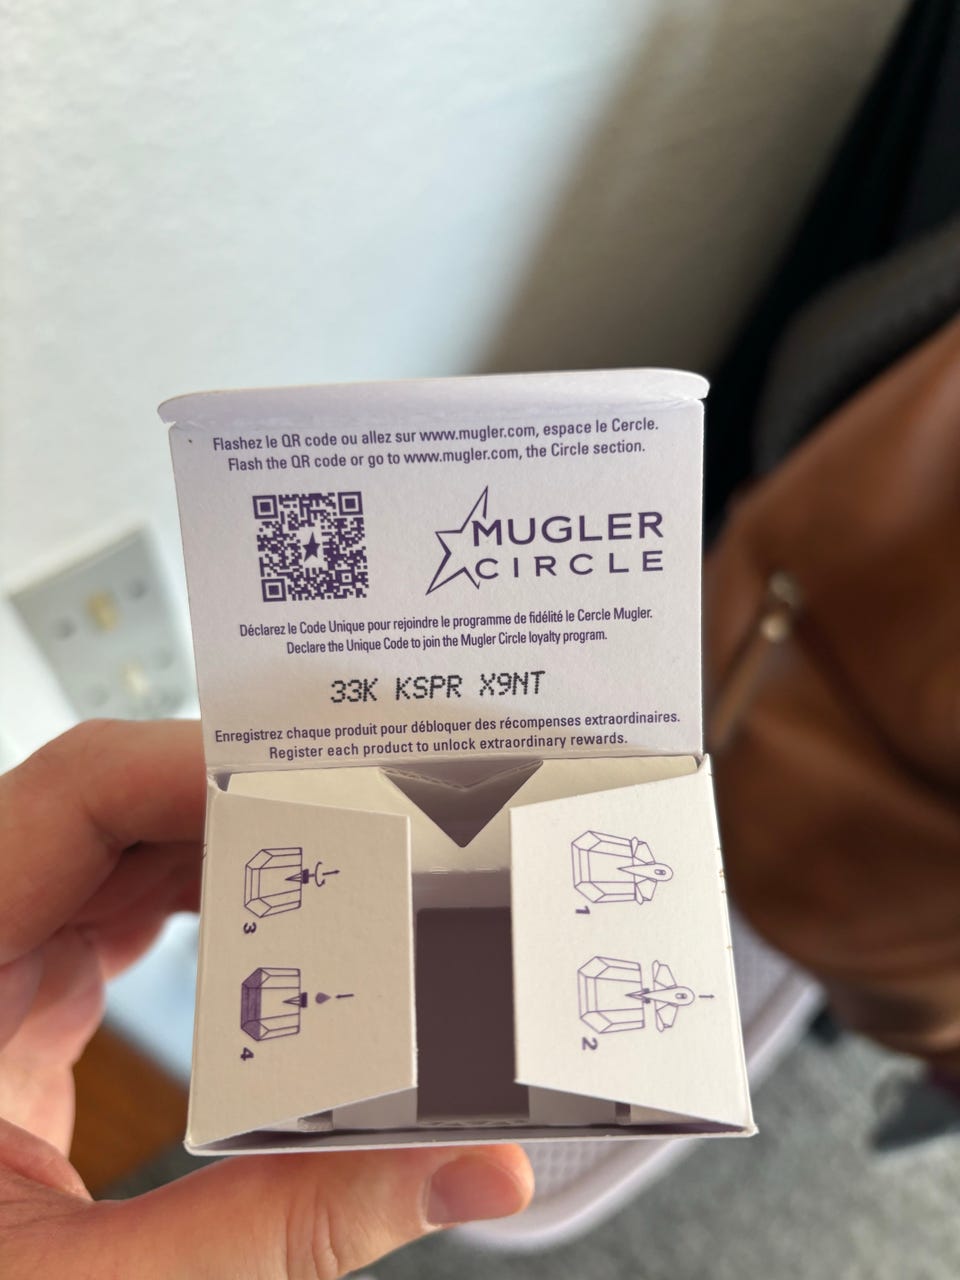 Flashez le QR code ou allez sur www.mugler.com, espace le Cercle.
Flash the QR code or go to www.mugler.com, the Circle section.
MUGLER
CIRCLE
Déclarez le Code Unique pour rejoindre le programme de fidélité le Cercle Mugler.
Declare the Unique Code to join the Mugler Circle loyalty program.
33K KSPR X9NT
Enregistrez chaque produit pour débloquer des récompenses extraordinaires.
Register each product to unlock extraordinary rewards.
3
4
1
2